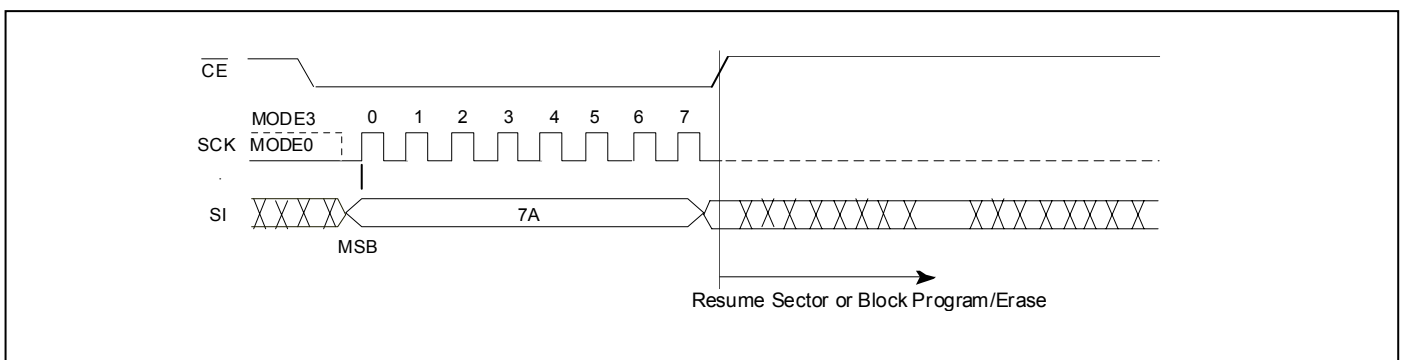 CE
MODE3 0 1 2 3 4 5 6 7
SCK MODE0
SI 7A
MSB
Resume Sector or Block Program/Erase